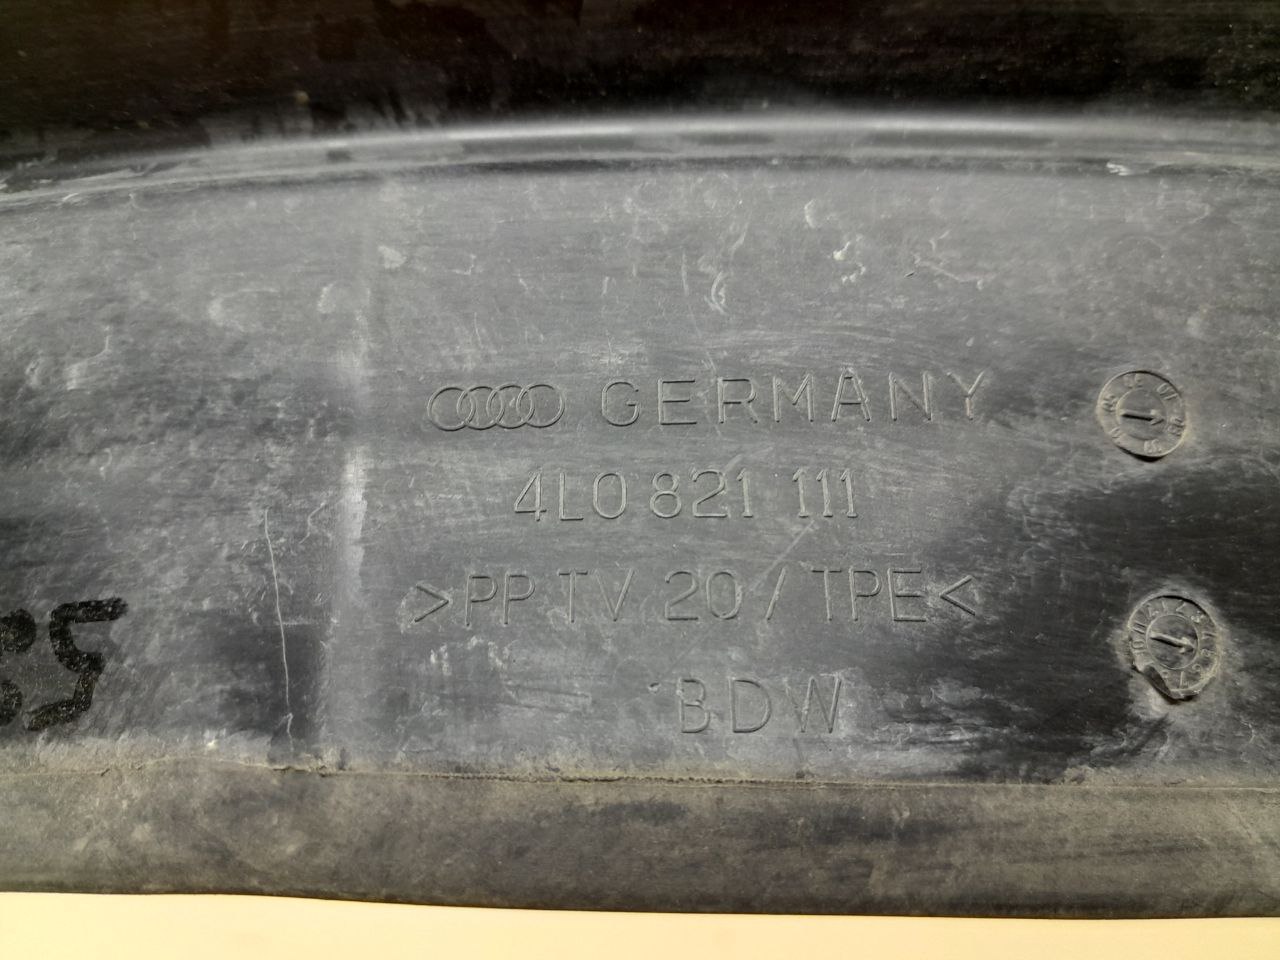 GERMANY
4L0 821 111
>PP TV 20 / TPE<
BDW